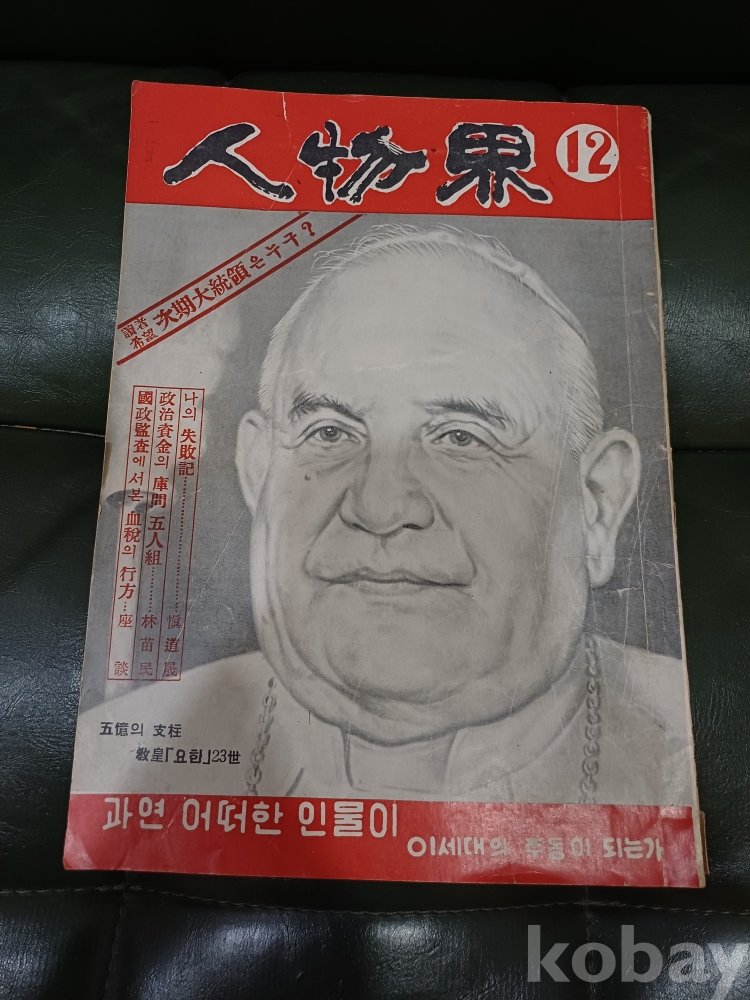 人物界
12
讀者
希望
次期大統領은누구?
나의 失敗記…………愼道晟
政治資金의 庫間 五人組…………林苗民
國政監査에서본 血稅의 行方…座談
五億의 支柱
敎皇「요한」23世
과연 어떠한 인물이
이세대의 주동이 되는가
kobay